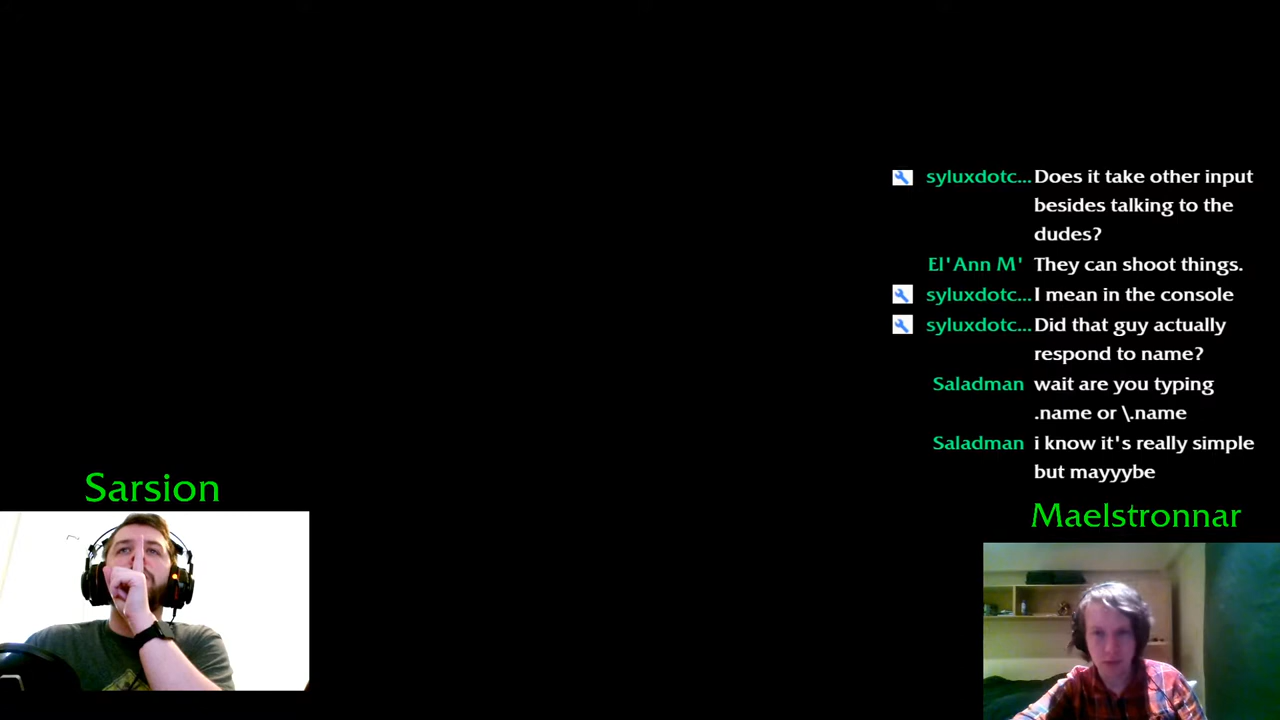 syluxdotc... Does it take other input
besides talking to the
dudes?
El'Ann M' They can shoot things.
syluxdotc... I mean in the console
syluxdotc... Did that guy actually
respond to name?
Saladman wait are you typing
.name or \.name
Saladman i know it's really simple
but mayyybe
Sarsion
Maelstronnar